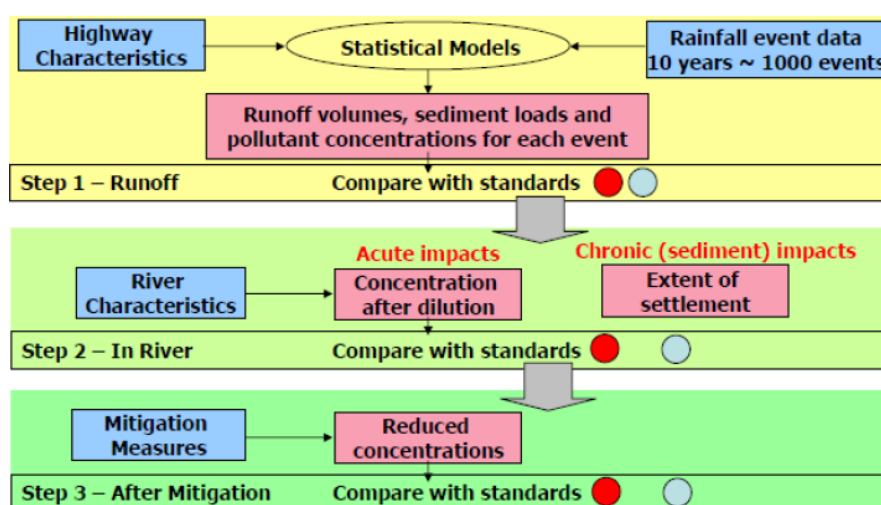 Highway
Characteristics
Statistical Models
Rainfall event data
10 years ~ 1000 events
Runoff volumes, sediment loads and
pollutant concentrations for each event
Step 1 – Runoff
Compare with standards
Acute impacts
Chronic (sediment) impacts
River
Characteristics
Concentration
after dilution
Extent of
settlement
Step 2 – In River
Compare with standards
Mitigation
Measures
Reduced
concentrations
Step 3 – After Mitigation
Compare with standards